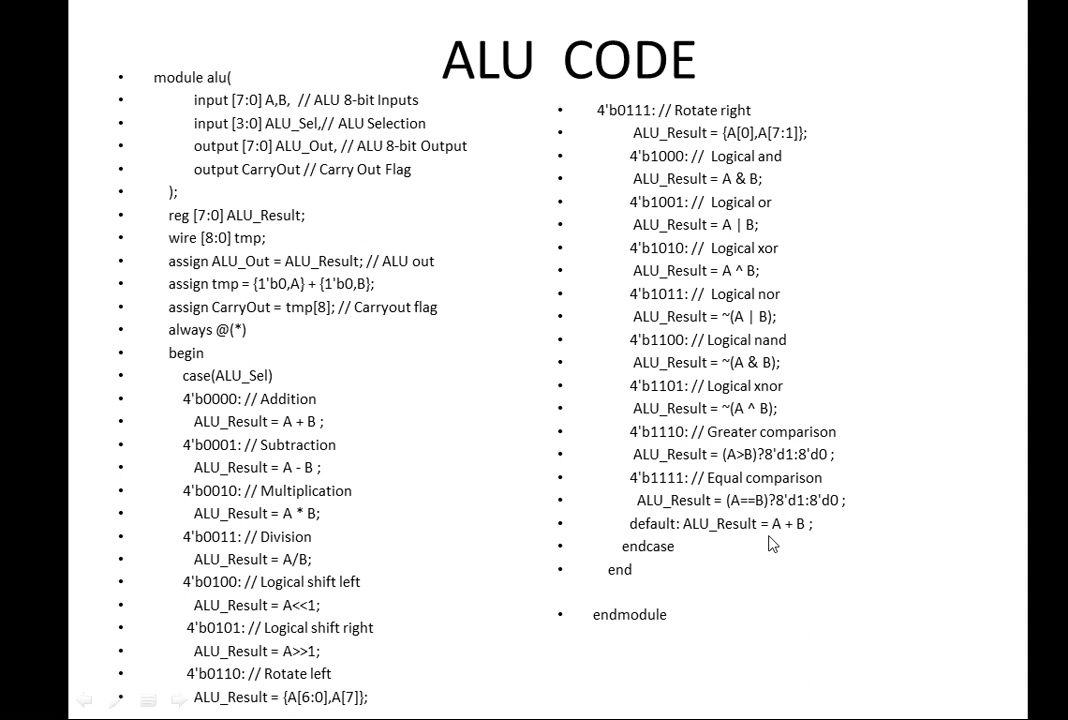 ALU CODE
• module alu(
• input [7:0] A,B, // ALU 8-bit Inputs
• input [3:0] ALU_Sel,// ALU Selection
• output [7:0] ALU_Out, // ALU 8-bit Output
• output CarryOut // Carry Out Flag
• );
• reg [7:0] ALU_Result;
• wire [8:0] tmp;
• assign ALU_Out = ALU_Result; // ALU out
• assign tmp = {1'b0,A} + {1'b0,B};
• assign CarryOut = tmp[8]; // Carryout flag
• always @(*)
• begin
• case(ALU_Sel)
• 4'b0000: // Addition
• ALU_Result = A + B ;
• 4'b0001: // Subtraction
• ALU_Result = A - B ;
• 4'b0010: // Multiplication
• ALU_Result = A * B;
• 4'b0011: // Division
• ALU_Result = A/B;
• 4'b0100: // Logical shift left
• ALU_Result = A<<1;
• 4'b0101: // Logical shift right
• ALU_Result = A>>1;
• 4'b0110: // Rotate left
• ALU_Result = {A[6:0],A[7]};
• 4'b0111: // Rotate right
• ALU_Result = {A[0],A[7:1]};
• 4'b1000: // Logical and
• ALU_Result = A & B;
• 4'b1001: // Logical or
• ALU_Result = A | B;
• 4'b1010: // Logical xor
• ALU_Result = A ^ B;
• 4'b1011: // Logical nor
• ALU_Result = ~(A | B);
• 4'b1100: // Logical nand
• ALU_Result = ~(A & B);
• 4'b1101: // Logical xnor
• ALU_Result = ~(A ^ B);
• 4'b1110: // Greater comparison
• ALU_Result = (A>B)?8'd1:8'd0 ;
• 4'b1111: // Equal comparison
• ALU_Result = (A==B)?8'd1:8'd0 ;
• default: ALU_Result = A + B ;
• endcase
• end
• endmodule